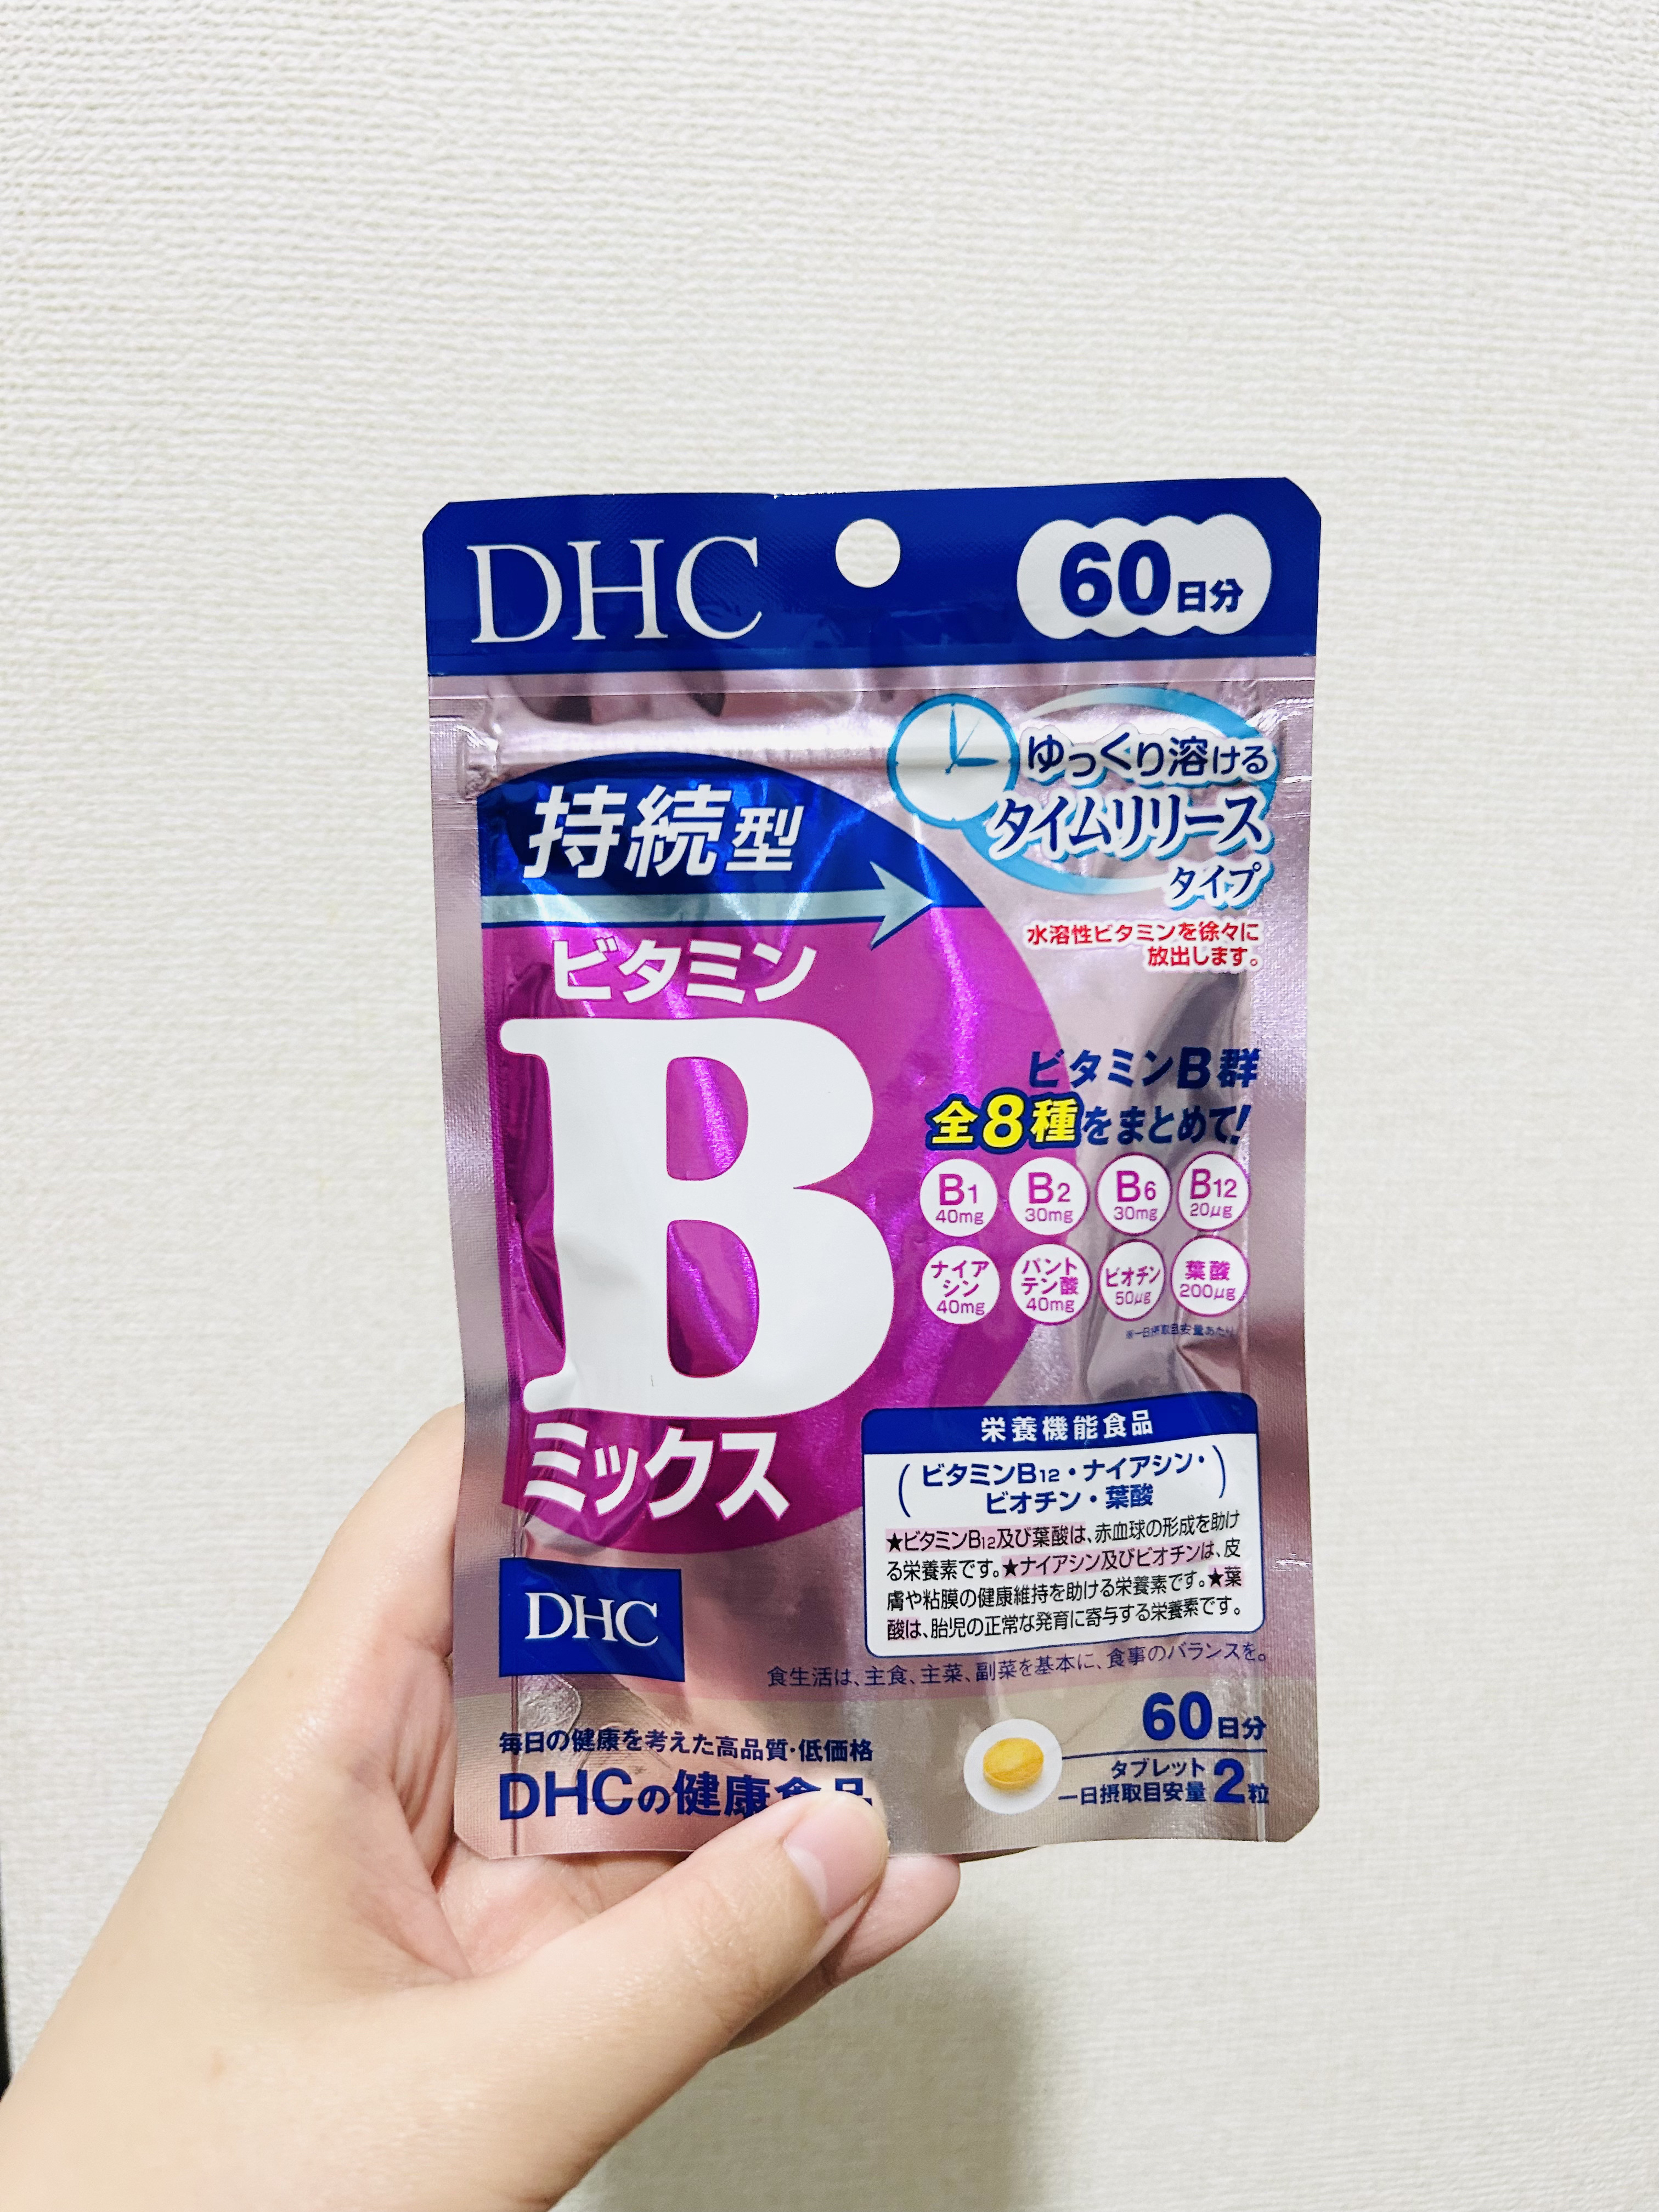 DHC
60日分
ゆっくり溶ける
タイムリリース
タイプ
水溶性ビタミンを徐々に
放出します。
持続型
ビタミン
B
ミックス
ビタミンB群
全8種をまとめて!
B1 40mg
B2 30mg
B6 30mg
B12 20μg
ナイアシン 40mg
パントテン酸 40mg
ビオチン 50μg
葉酸 200μg
※一日摂取目安量あたり
栄養機能食品
(ビタミンB12・ナイアシン・
ビオチン・葉酸)
★ビタミンB12及び葉酸は、赤血球の形成を助け
る栄養素です。★ナイアシン及びビオチンは、皮
膚や粘膜の健康維持を助ける栄養素です。★葉
酸は、胎児の正常な発育に寄与する栄養素です。
DHC
食生活は、主食、主菜、副菜を基本に、食事のバランスを。
毎日の健康を考えた高品質・低価格
DHCの健康食品
60日分
タブレット
一日摂取目安量 2粒